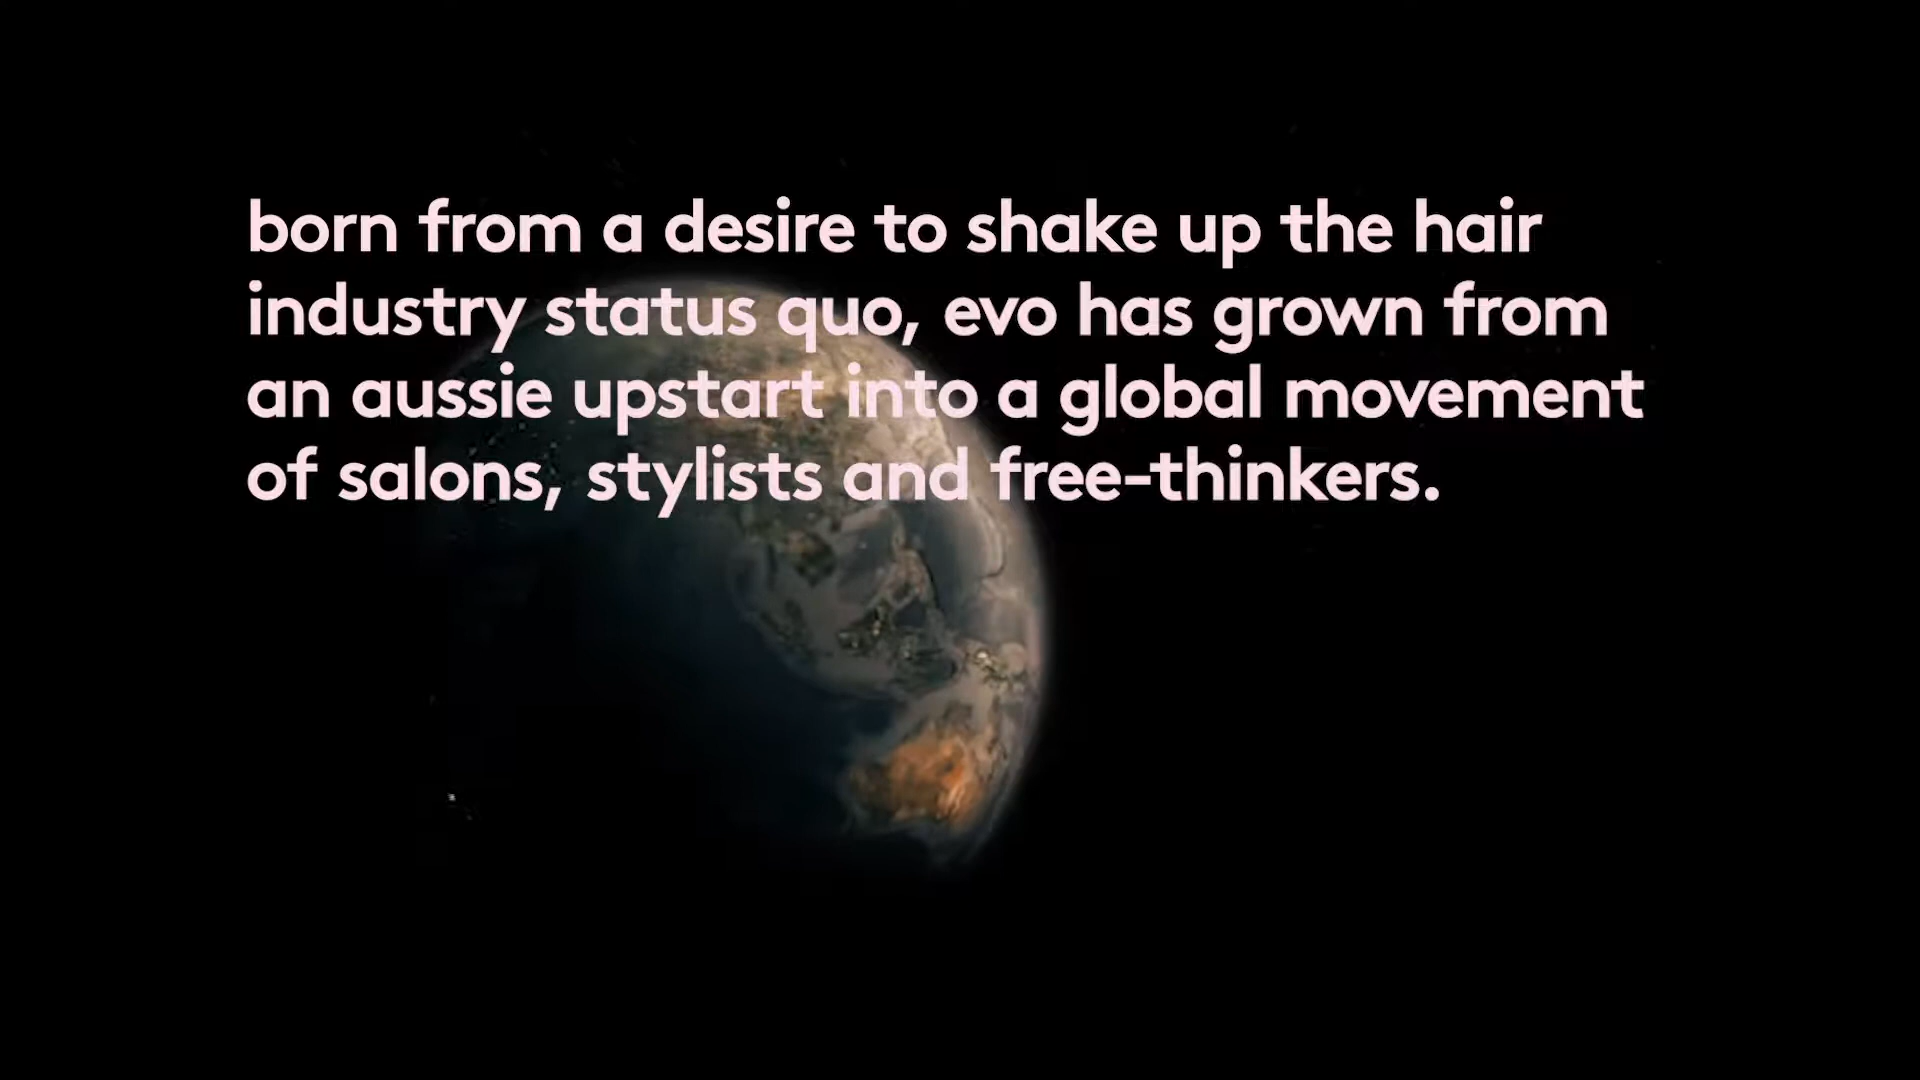 born from a desire to shake up the hair
industry status quo, evo has grown from
an aussie upstart into a global movement
of salons, stylists and free-thinkers.